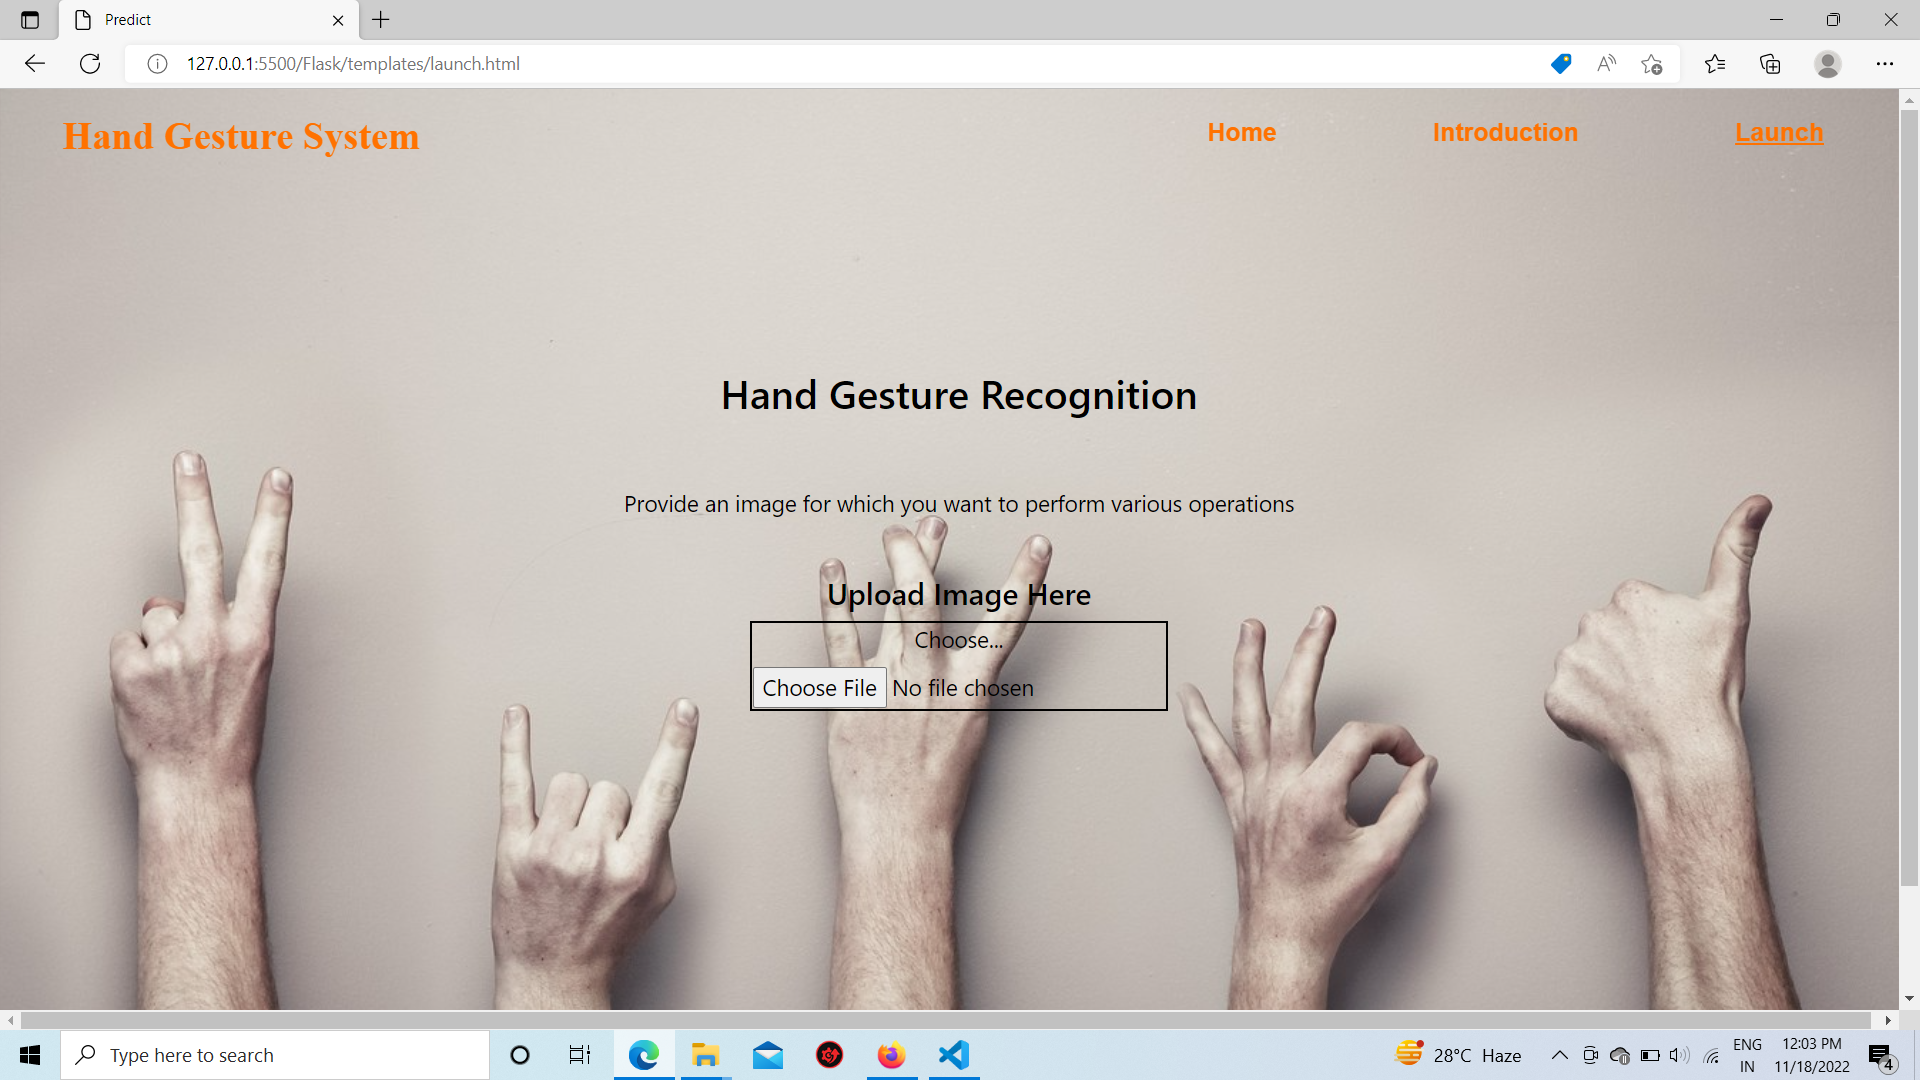 Predict
127.0.0.1:5500/Flask/templates/launch.html
Hand Gesture System
Home
Introduction
Launch
Hand Gesture Recognition
Provide an image for which you want to perform various operations
Upload Image Here
Choose...
Choose File No file chosen
Type here to search
28°C Haze
ENG
IN
12:03 PM
11/18/2022
4